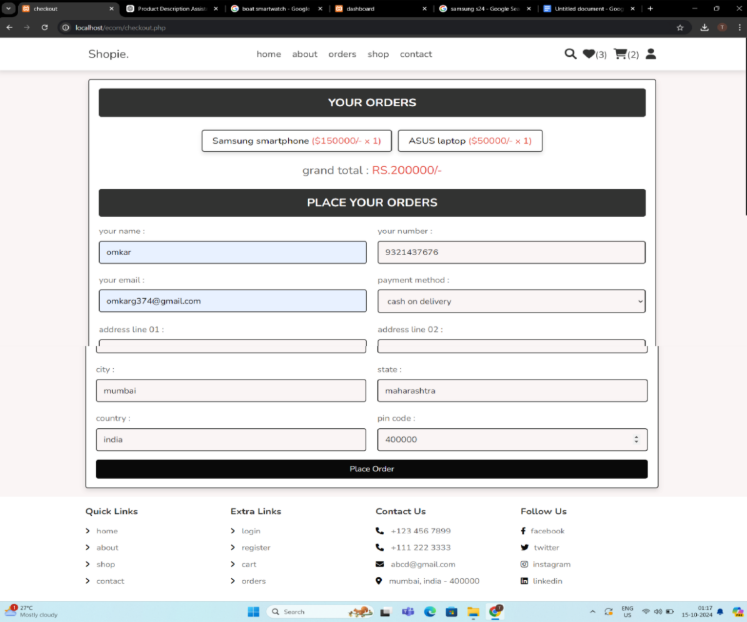 checkout
Product Description Assist
boat smartwatch - Google
dashboard
samsung s24 - Google Sea
Untitled document - Goog
localhost/ecom/checkout.php
Shopie.
home about orders shop contact
(3) (2)
YOUR ORDERS
Samsung smartphone ($150000/- x 1) ASUS laptop ($50000/- x 1)
grand total : RS.200000/-
PLACE YOUR ORDERS
your name : your number :
omkar 9321437676
your email : payment method :
omkarg374@gmail.com cash on delivery
address line 01 : address line 02 :
city : state :
mumbai maharashtra
country : pin code :
india 400000
Place Order
Quick Links Extra Links Contact Us Follow Us
home login +123 456 7899 facebook
about register +111 222 3333 twitter
shop cart abcd@gmail.com instagram
contact orders mumbai, india - 400000 linkedin
27°C
Mostly cloudy
Search
ENG
US
01:17
15-10-2024